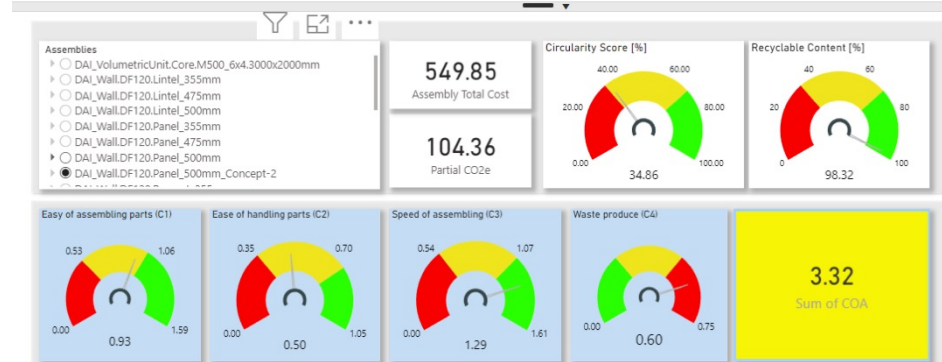 Assemblies
DAI_VolumetricUnit.Core.M500_6x4.3000x2000mm
DAI_Wall.DF120.Lintel_355mm
DAI_Wall.DF120.Lintel_475mm
DAI_Wall.DF120.Lintel_500mm
DAI_Wall.DF120.Panel_355mm
DAI_Wall.DF120.Panel_475mm
DAI_Wall.DF120.Panel_500mm
DAI_Wall.DF120.Panel_500mm_Concept-2
549.85
Assembly Total Cost
104.36
Partial CO2e
Circularity Score [%]
40.00 60.00
20.00 80.00
0.00 100.00
34.86
Recyclable Content [%]
40 60
20 80
0 100
98.32
Easy of assembling parts (C1)
0.53 1.06
0.00 1.59
0.93
Ease of handling parts (C2)
0.35 0.70
0.00 1.05
0.50
Speed of assembling (C3)
0.54 1.07
0.00 1.61
1.29
Waste produce (C4)
0.00 0.75
0.60
3.32
Sum of COA